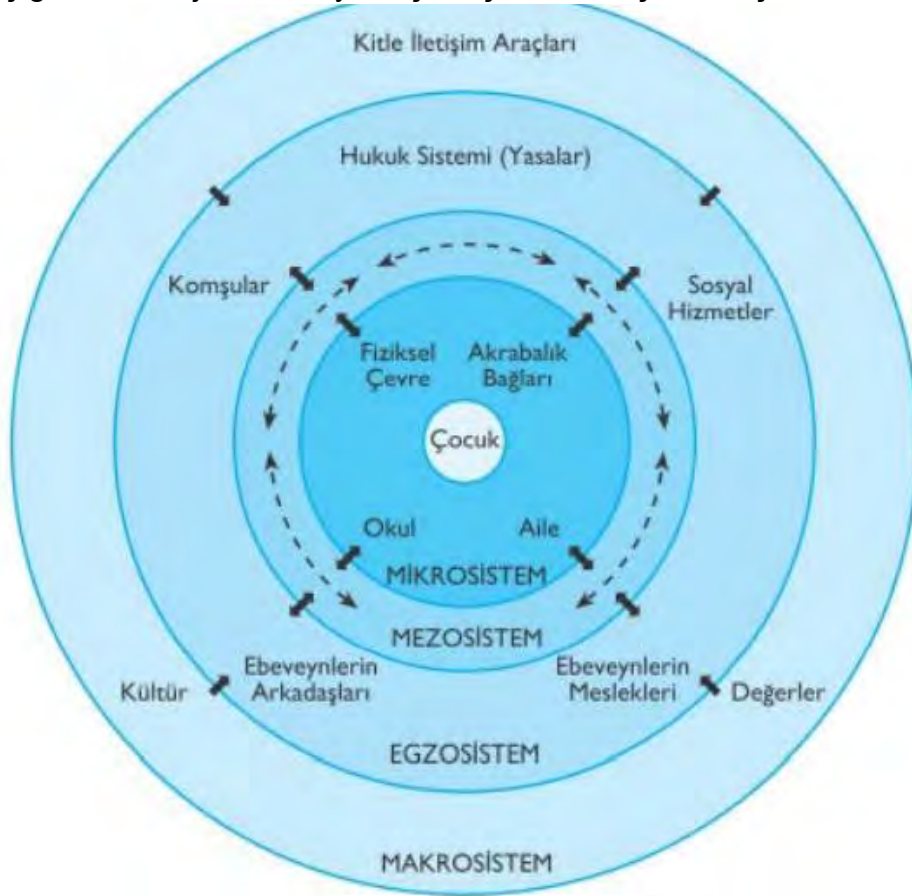 Kitle İletişim Araçları
Hukuk Sistemi (Yasalar)
Komşular
Sosyal
Hizmetler
Fiziksel
Çevre
Akrabalık
Bağları
Çocuk
Okul
Aile
MİKROSİSTEM
MEZOSİSTEM
Ebeveynlerin
Arkadaşları
Ebeveynlerin
Meslekleri
Kültür
Değerler
EGZOSİSTEM
MAKROSİSTEM